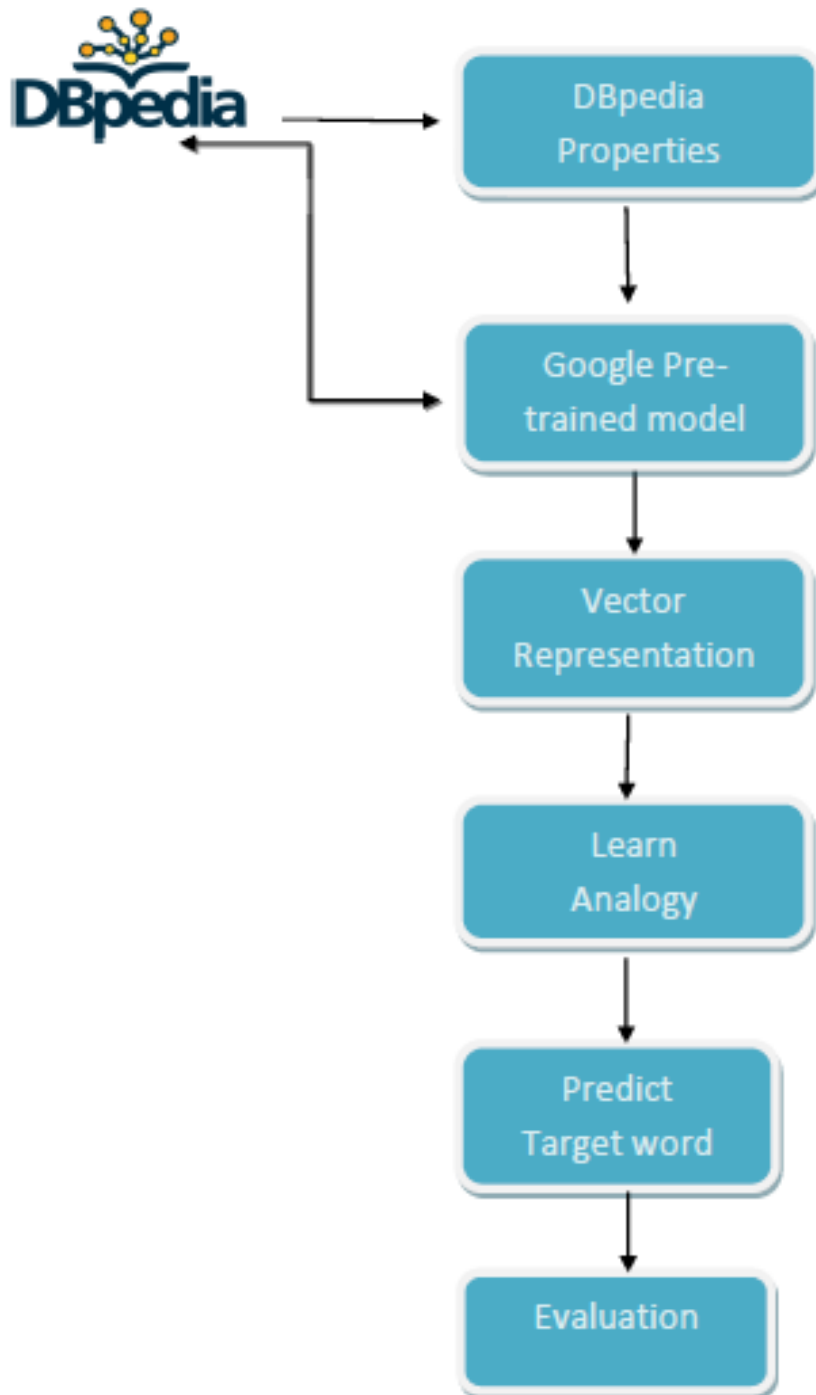 DBpedia
DBpedia
Properties
Google Pre-
trained model
Vector
Representation
Learn
Analogy
Predict
Target word
Evaluation